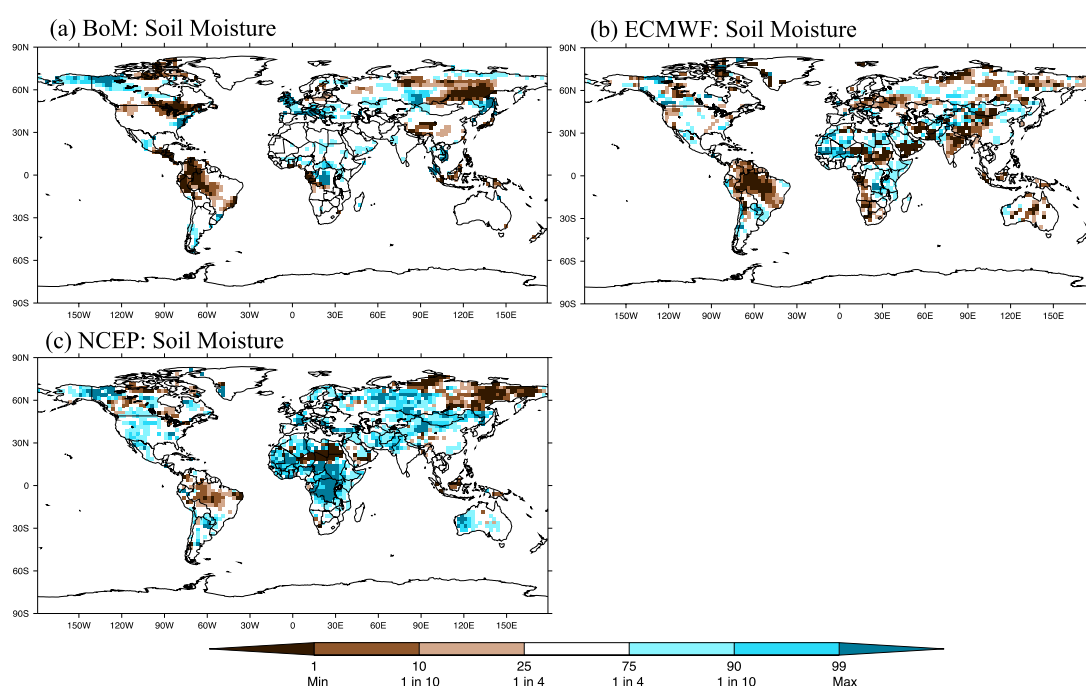 (a) BoM: Soil Moisture
(b) ECMWF: Soil Moisture
90N
60N
30N
0
30S
60S
90S
150W 120W 90W 60W 30W 0 30E 60E 90E 120E 150E
90N
60N
30N
0
30S
60S
90S
150W 120W 90W 60W 30W 0 30E 60E 90E 120E 150E
(c) NCEP: Soil Moisture
90N
60N
30N
0
30S
60S
90S
150W 120W 90W 60W 30W 0 30E 60E 90E 120E 150E
1 10 25 75 90 99
Min 1 in 10 1 in 4 1 in 4 1 in 10 Max